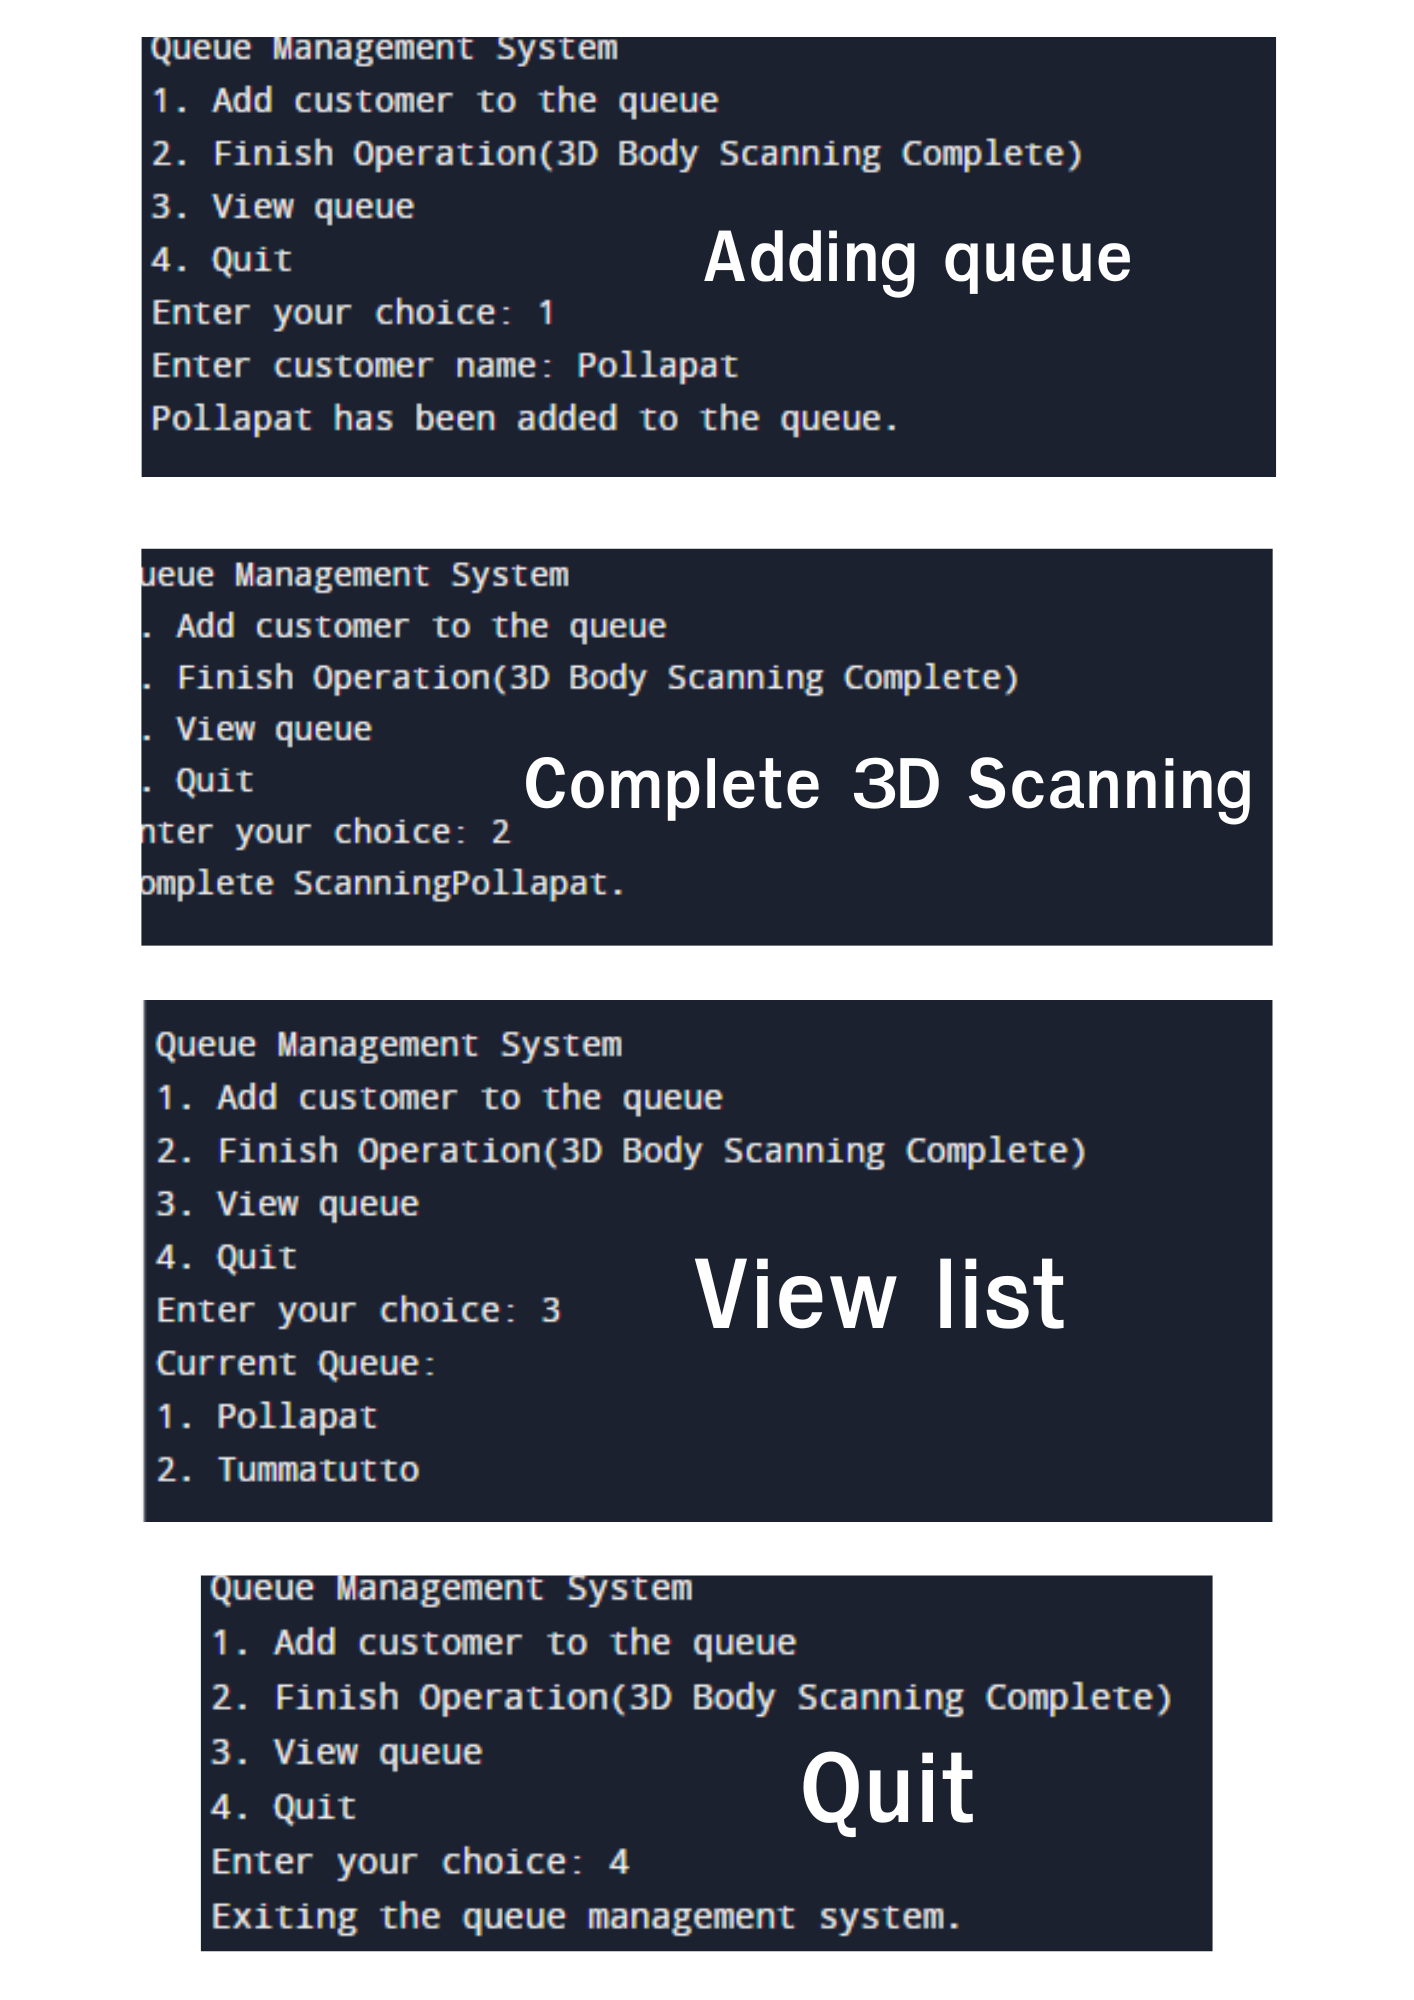 Queue Management System
1. Add customer to the queue
2. Finish Operation(3D Body Scanning Complete)
3. View queue
4. Quit
Adding queue
Enter your choice: 1
Enter customer name: Pollapat
Pollapat has been added to the queue.
ueue Management System
. Add customer to the queue
. Finish Operation(3D Body Scanning Complete)
. View queue
. Quit
Complete 3D Scanning
nter your choice: 2
omplete ScanningPollapat.
Queue Management System
1. Add customer to the queue
2. Finish Operation(3D Body Scanning Complete)
3. View queue
4. Quit
View list
Enter your choice: 3
Current Queue:
1. Pollapat
2. Tummatutto
Queue Management System
1. Add customer to the queue
2. Finish Operation(3D Body Scanning Complete)
3. View queue
4. Quit
Quit
Enter your choice: 4
Exiting the queue management system.